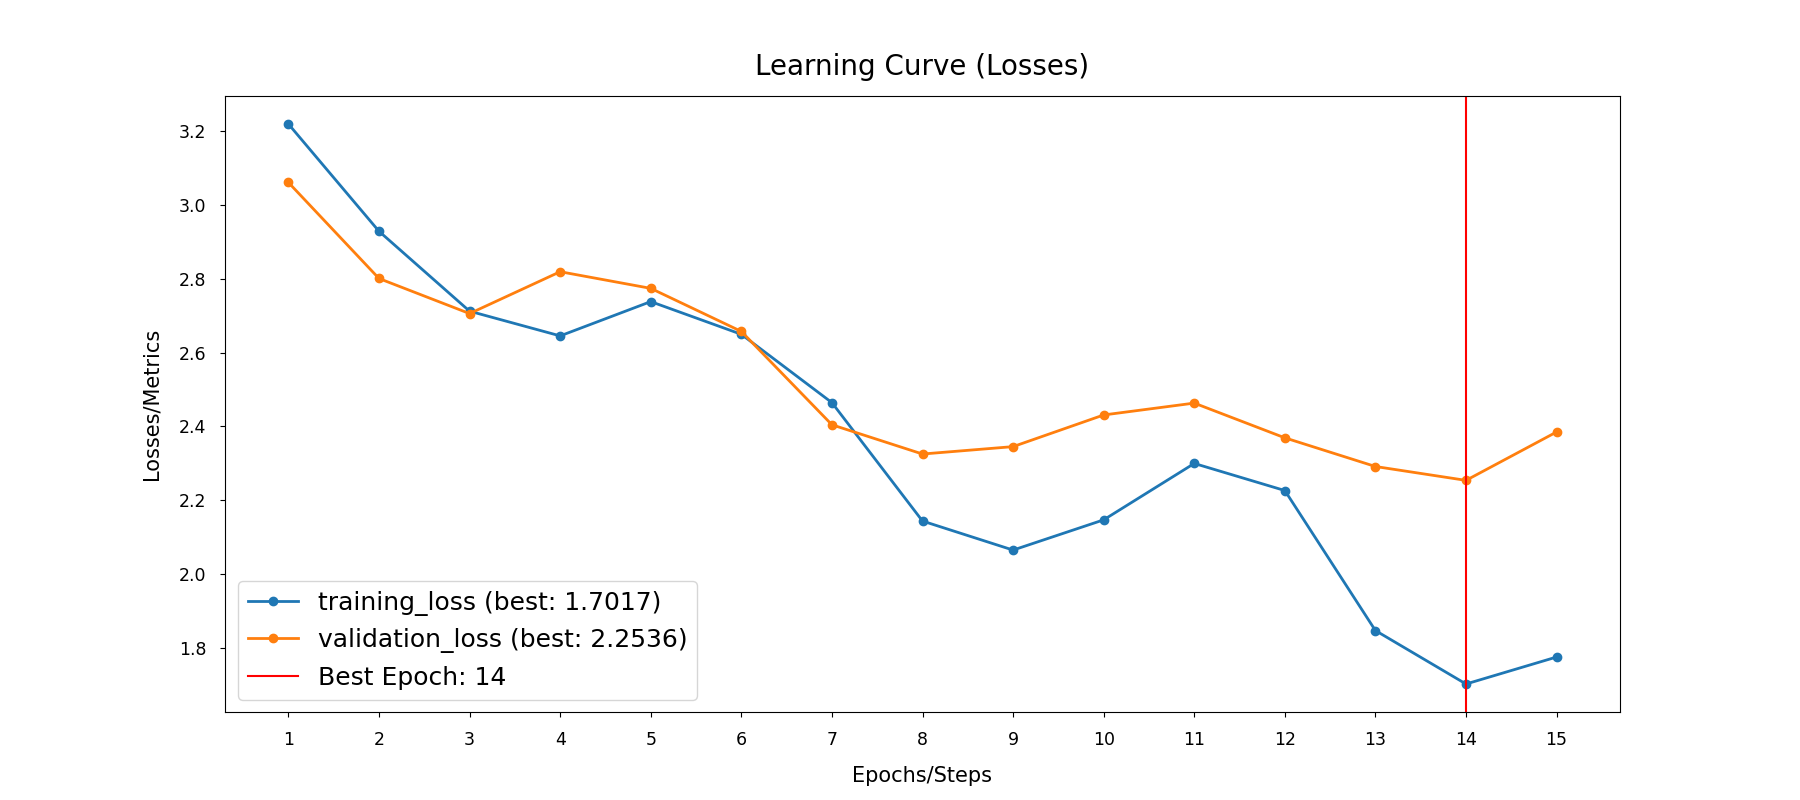 Learning Curve (Losses)
Losses/Metrics
3.2
3.0
2.8
2.6
2.4
2.2
2.0
1.8
training_loss (best: 1.7017)
validation_loss (best: 2.2536)
Best Epoch: 14
1 2 3 4 5 6 7 8 9 10 11 12 13 14 15
Epochs/Steps